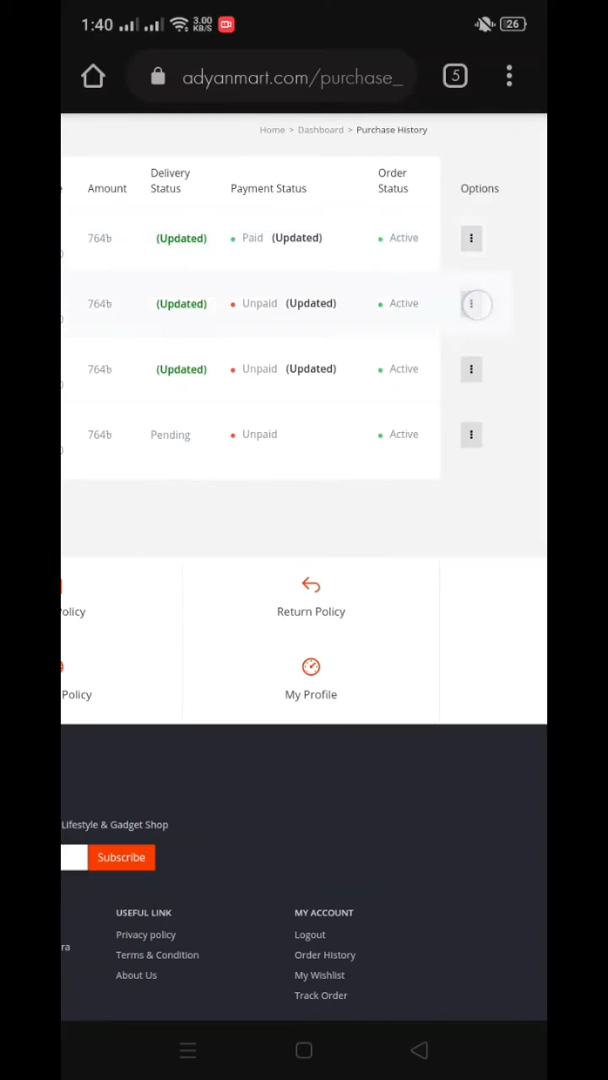 1:40 3.00 KB/S 26
adyanmart.com/purchase_ 5
Home > Dashboard > Purchase History
Amount Delivery Status Payment Status Order Status Options
764৳ (Updated) Paid (Updated) Active
764৳ (Updated) Unpaid (Updated) Active
764৳ (Updated) Unpaid (Updated) Active
764৳ Pending Unpaid Active
Return Policy
Policy
My Profile
Lifestyle & Gadget Shop
Subscribe
USEFUL LINK MY ACCOUNT
Privacy policy Logout
Terms & Condition Order History
About Us My Wishlist
Track Order